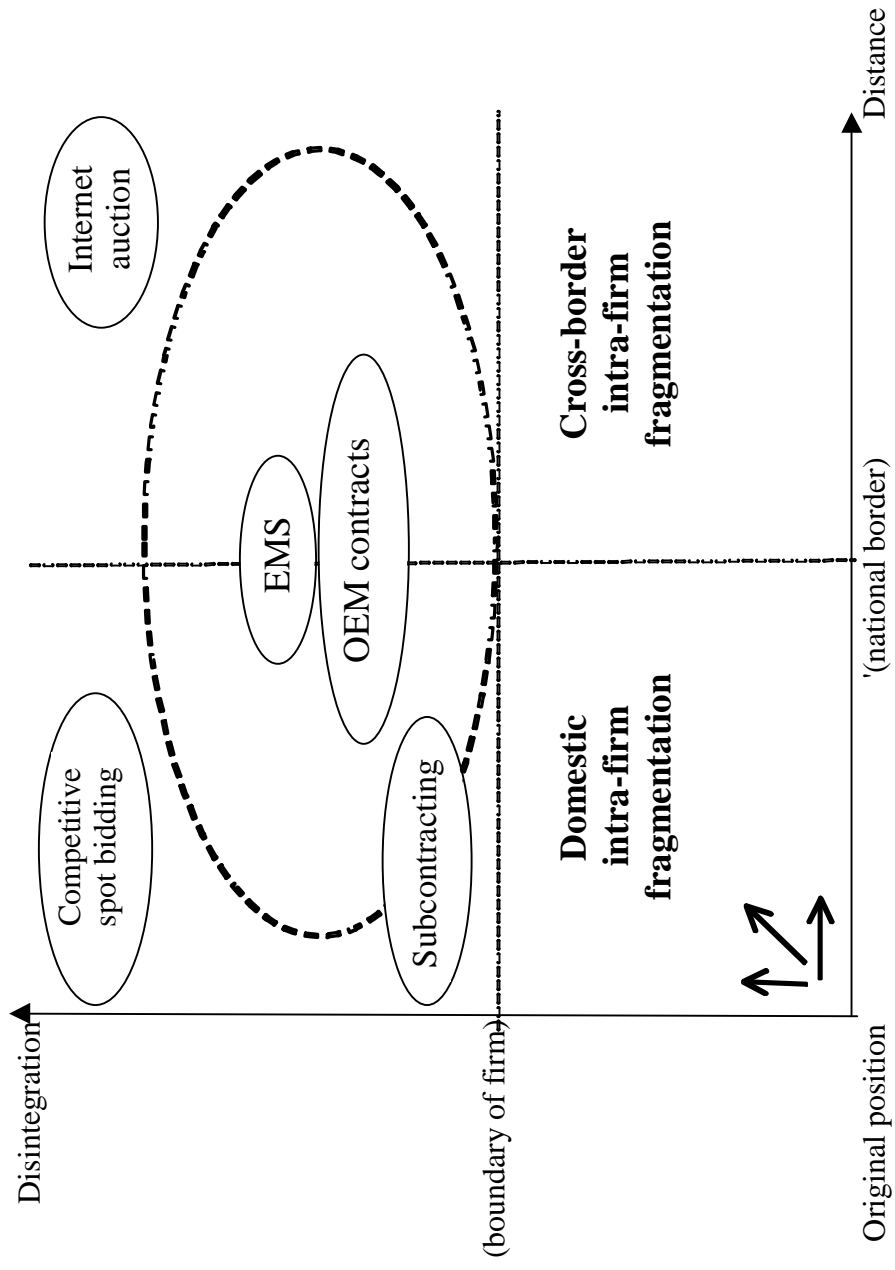 Disintegration
Competitive
spot bidding
Internet
auction
EMS
OEM contracts
Subcontracting
(boundary of firm)
Domestic
intra-firm
fragmentation
Cross-border
intra-firm
fragmentation
Original position
'(national border)
Distance